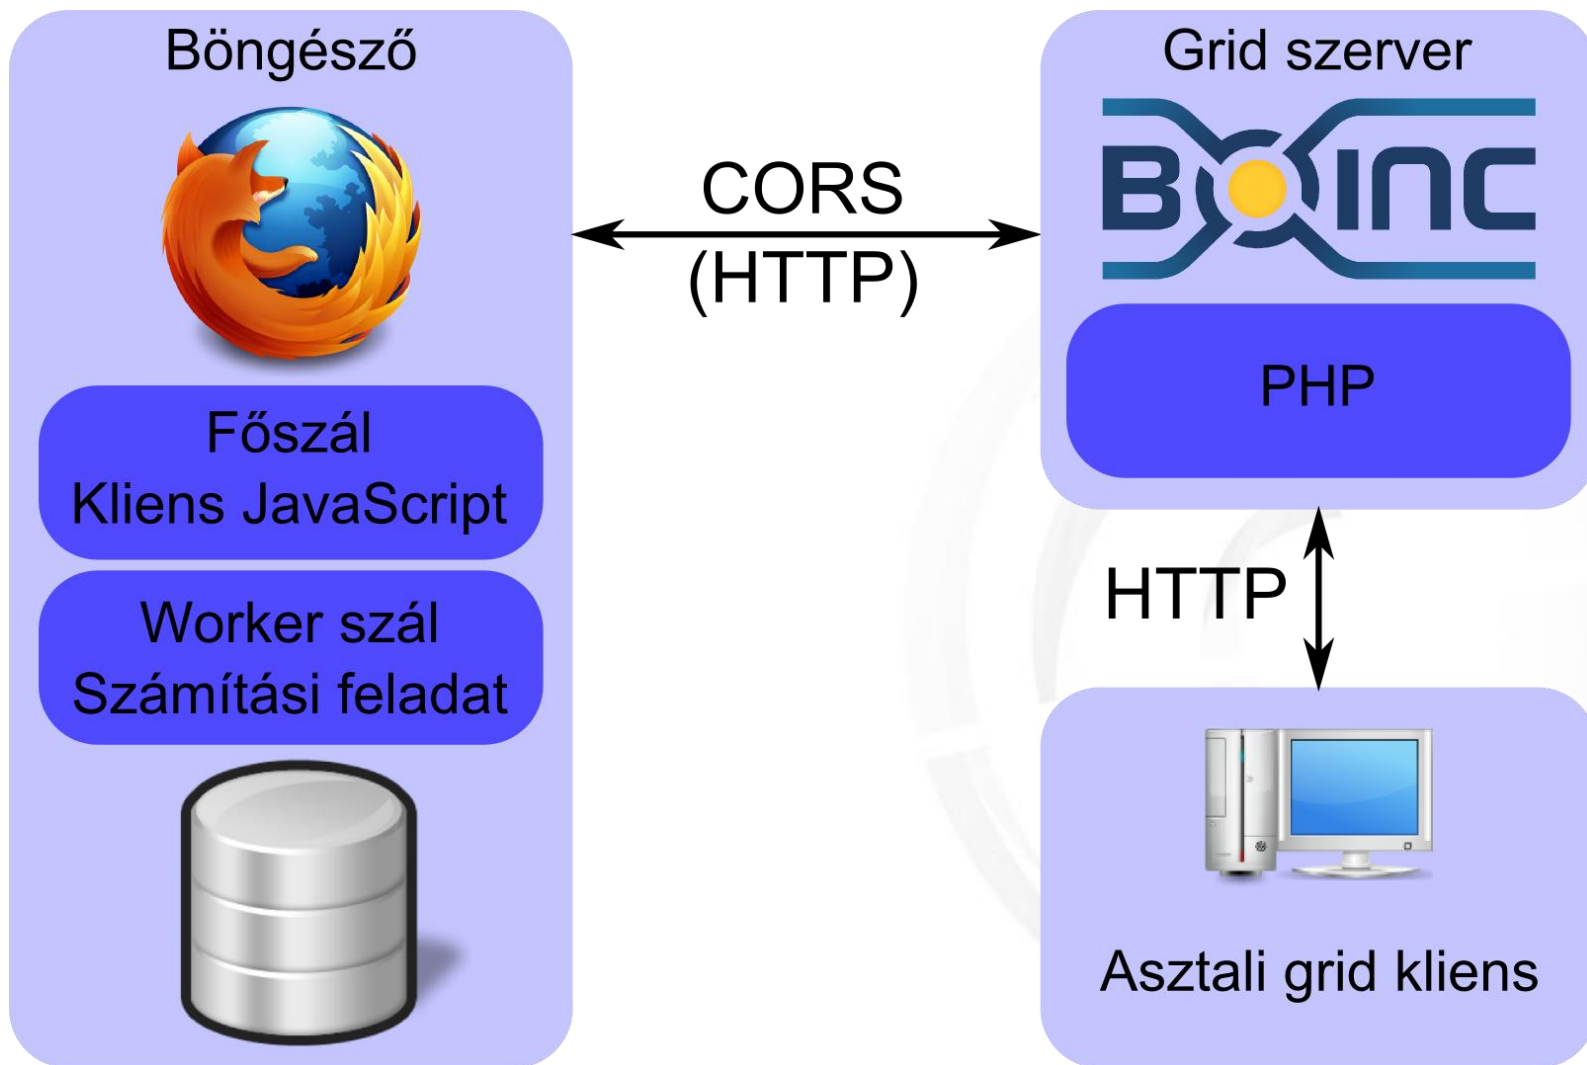 Böngésző
Főszál
Kliens JavaScript
Worker szál
Számítási feladat
CORS
(HTTP)
Grid szerver
BOINC
PHP
HTTP
Asztali grid kliens